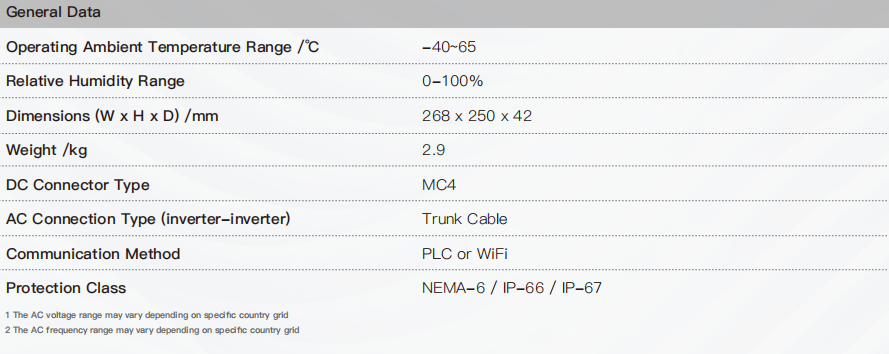 General Data
Operating Ambient Temperature Range /℃ −40~65
Relative Humidity Range 0−100%
Dimensions (W x H x D) /mm 268 x 250 x 42
Weight /kg 2.9
DC Connector Type MC4
AC Connection Type (inverter−inverter) Trunk Cable
Communication Method PLC or WiFi
Protection Class NEMA−6 / IP−66 / IP−67
1 The AC voltage range may vary depending on specific country grid
2 The AC frequency range may vary depending on specific country grid